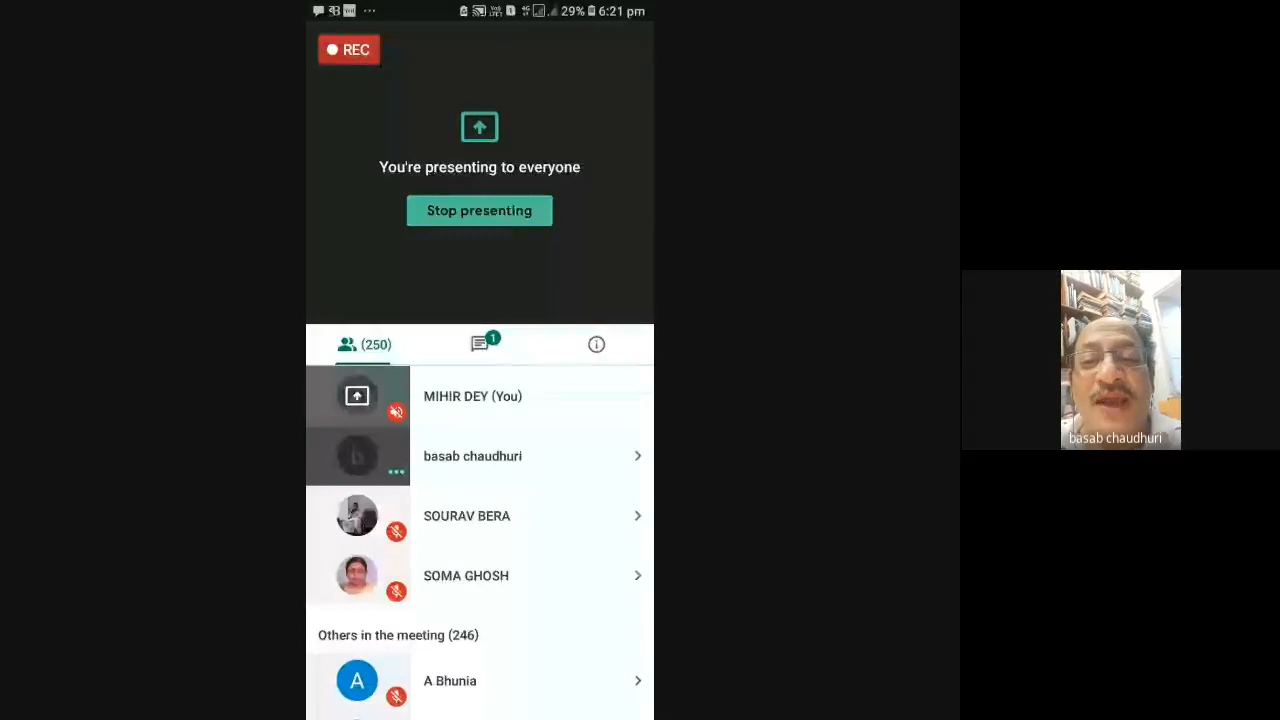 29% 6:21 pm
REC
You're presenting to everyone
Stop presenting
(250)
1
MIHIR DEY (You)
basab chaudhuri
SOURAV BERA
SOMA GHOSH
Others in the meeting (246)
A
A Bhunia
basab chaudhuri